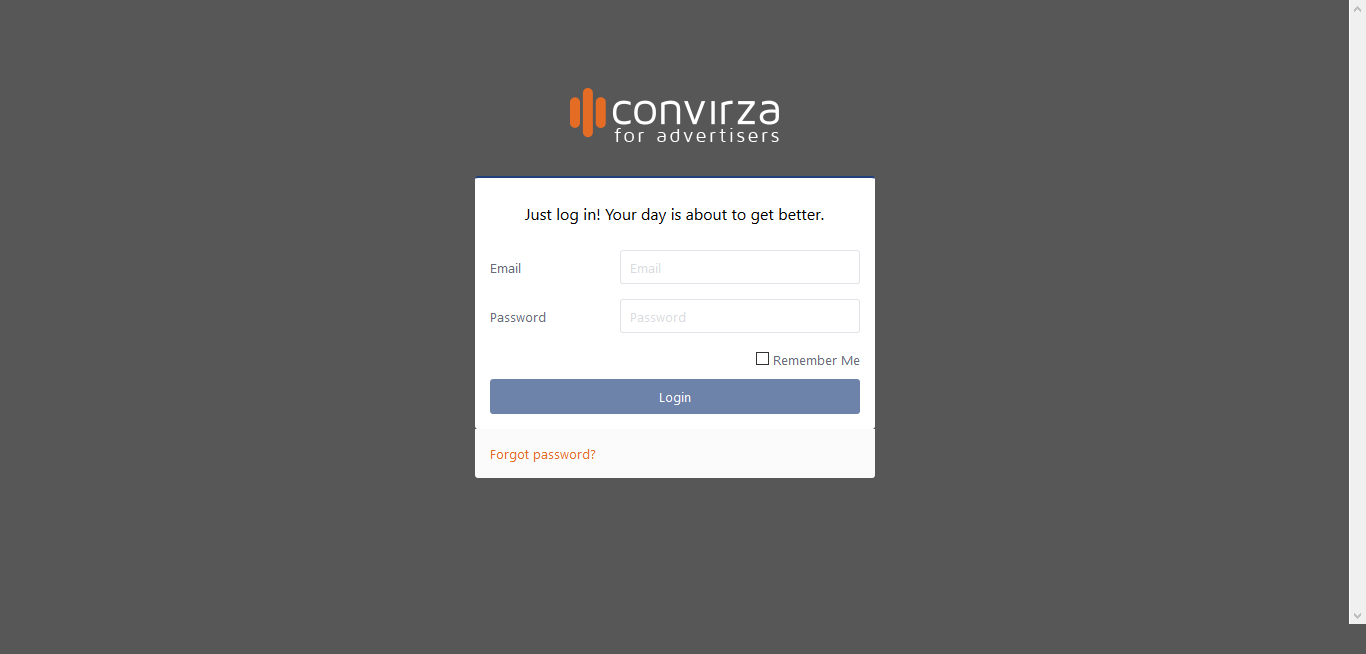 convirza
for advertisers
Just log in! Your day is about to get better.
Email
Email
Password
Password
Remember Me
Login
Forgot password?